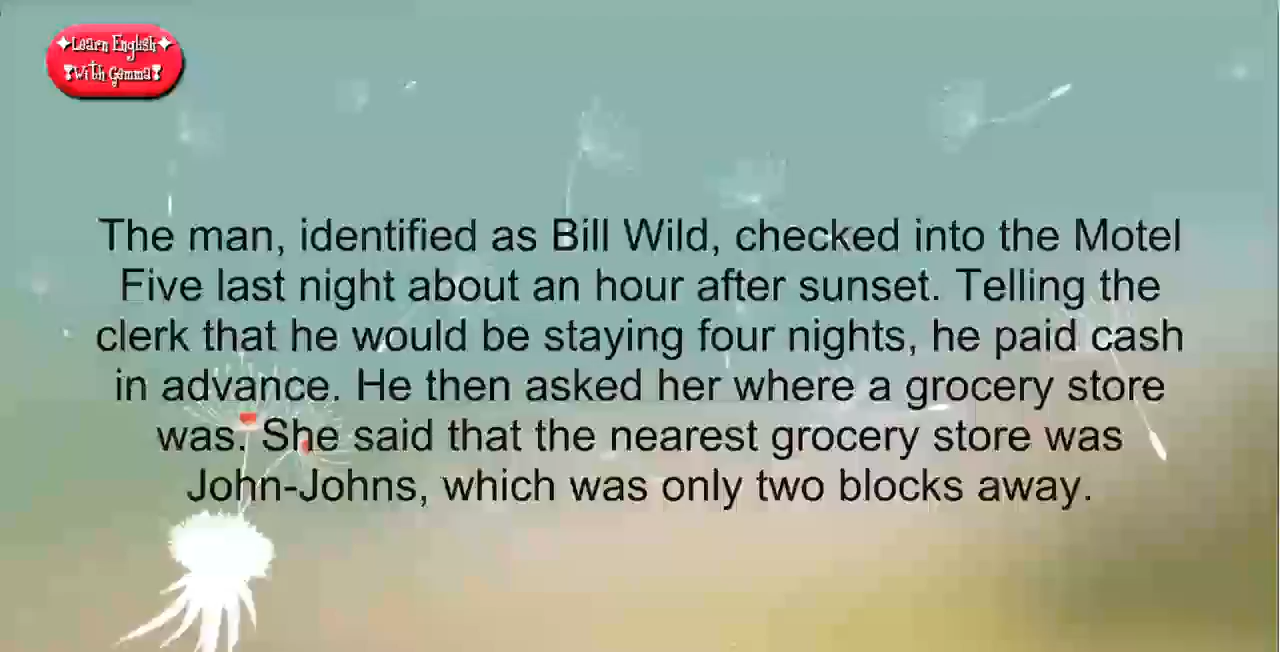 Learn English
With Gamma
The man, identified as Bill Wild, checked into the Motel
Five last night about an hour after sunset. Telling the
clerk that he would be staying four nights, he paid cash
in advance. He then asked her where a grocery store
was. She said that the nearest grocery store was
John-Johns, which was only two blocks away.